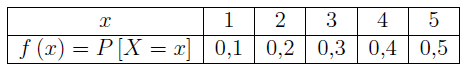 x 1 2 3 4 5
f (x) = P [X = x] 0,1 0,2 0,3 0,4 0,5